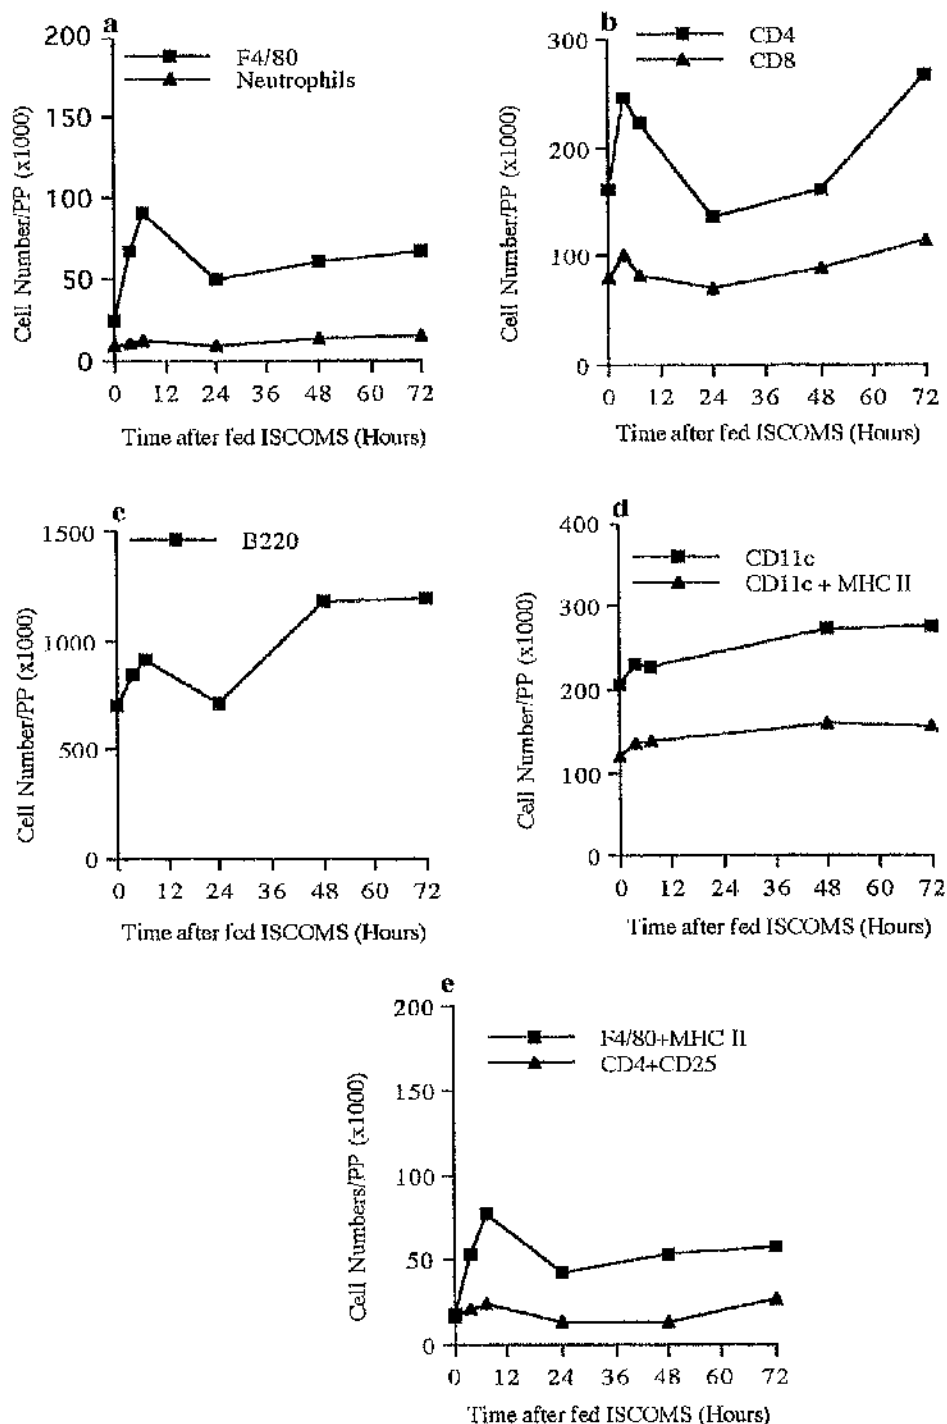 a
200
150
100
50
0
F4/80
Neutrophils
Cell Number/PP (x1000)
0 12 24 36 48 60 72
Time after fed ISCOMS (Hours)
b
300
200
100
0
CD4
CD8
Cell Number/PP (x1000)
0 12 24 36 48 60 72
Time after fed ISCOMS (Hours)
c
1500
1000
500
0
B220
Cell Number/PP (x1000)
0 12 24 36 48 60 72
Time after fed ISCOMS (Hours)
d
400
300
200
100
0
CD11c
CD11c + MHC II
Cell Number/PP (x1000)
0 12 24 36 48 60 72
Time after fed ISCOMS (Hours)
e
200
150
100
50
0
F4/80+MHC II
CD4+CD25
Cell Numbers/PP (x1000)
0 12 24 36 48 60 72
Time after fed ISCOMS (Hours)